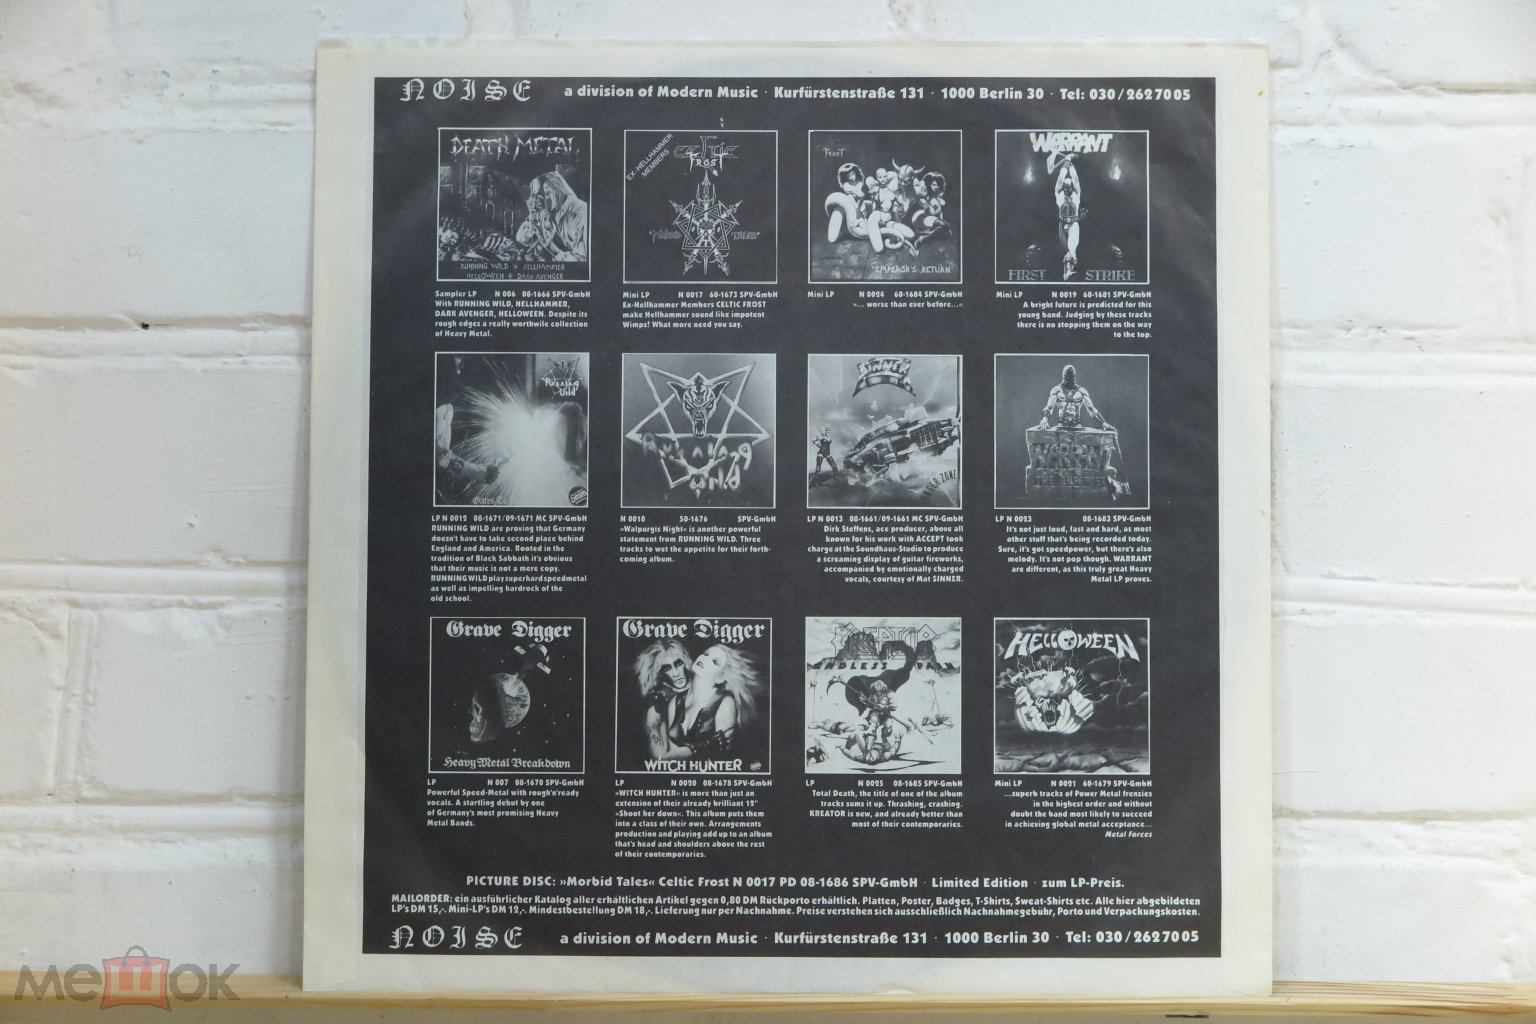 NOISE a division of Modern Music · Kurfürstenstraße 131 · 1000 Berlin 30 · Tel: 030/2627005
DEATH METAL
RUNNING WILD HELLHAMMER
HELLOWEEN DARK AVENGER
Sampler LP N 006 08-1666 SPV-GmbH
With RUNNING WILD, HELLHAMMER,
DARK AVENGER, HELLOWEEN. Despite its
rough edges a really worthwile collection
of Heavy Metal.
EX-HELLHAMMER
MEMBERS
CELTIC
FROST
MORBID TALES
Mini LP N 0017 60-1673 SPV-GmbH
Ex-Hellhammer Members CELTIC FROST
make Hellhammer sound like impotent
Wimps! What more need you say.
FROST
"EMPEROR'S RETURN"
Mini LP N 0024 60-1684 SPV-GmbH
»... worse than ever before...«
WARRANT
FIRST STRIKE
Mini LP N 0019 60-1681 SPV-GmbH
A bright future is predicted for this
young band. Judging by these tracks
there is no stopping them on the way
to the top.
Running
Wild
Gates To
LP N 0012 08-1671/09-1671 MC SPV-GmbH
RUNNING WILD are proving that Germany
doesn't have to take second place behind
England and America. Rooted in the
tradition of Black Sabbath it's obvious
that their music is not a mere copy.
RUNNING WILD play superhard speedmetal
as well as impelling hardrock of the
old school.
Running
Wild
N 0010 50-1676 SPV-GmbH
»Walpurgis Night« is another powerful
statement from RUNNING WILD. Three
tracks to wet the appetite for their forth-
coming album.
SINNER
DANGER ZONE
LP N 0013 08-1661/09-1661 MC SPV-GmbH
Dirk Steffens, ace producer, above all
known for his work with ACCEPT took
charge at the Soundhaus-Studio to produce
a screaming display of guitar fireworks,
accompanied by emotionally charged
vocals, courtesy of Mat SINNER.
WARRANT
LP N 0023 08-1683 SPV-GmbH
It's not just loud, fast and hard, as most
other stuff that's being recorded today.
Sure, it's got speedpower, but there's also
melody. It's not pop though. WARRANT
are different, as this truly great Heavy
Metal LP proves.
Grave Digger
Heavy Metal Breakdown
LP N 007 08-1670 SPV-GmbH
Powerful Speed-Metal with rough'n'ready
vocals. A startling debut by one
of Germany's most promising Heavy
Metal Bands.
Grave Digger
WITCH HUNTER
LP N 0020 08-1678 SPV-GmbH
»WITCH HUNTER« is more than just an
extension of their already brilliant 12"
»Shoot her down«. This album puts them
into a class of their own. Arrangements
production and playing add up to an album
that's head and shoulders above the rest
of their contemporaries.
KREATOR
ENDLESS PAIN
LP N 0025 08-1685 SPV-GmbH
Total Death, the title of one of the album
tracks sums it up. Thrashing, crashing.
KREATOR is new, and already better than
most of their contemporaries.
HELLOWEEN
Mini LP N 0021 60-1679 SPV-GmbH
...superb tracks of Power Metal frenzies
in the highest order and without
doubt the band most likely to succeed
in achieving global metal acceptance...
Metal Forces
PICTURE DISC: »Morbid Tales« Celtic Frost N 0017 PD 08-1686 SPV-GmbH · Limited Edition · zum LP-Preis.
MAILORDER: ein ausführlicher Katalog aller erhältlichen Artikel gegen 0,80 DM Rückporto erhältlich. Platten, Poster, Badges, T-Shirts, Sweat-Shirts etc. Alle hier abgebildeten
LP's DM 15,-. Mini-LP's DM 12,-. Mindestbestellung DM 18,-. Lieferung nur per Nachnahme. Preise verstehen sich ausschließlich Nachnahmegebühr, Porto und Verpackungskosten.
NOISE a division of Modern Music · Kurfürstenstraße 131 · 1000 Berlin 30 · Tel: 030/2627005
мешок